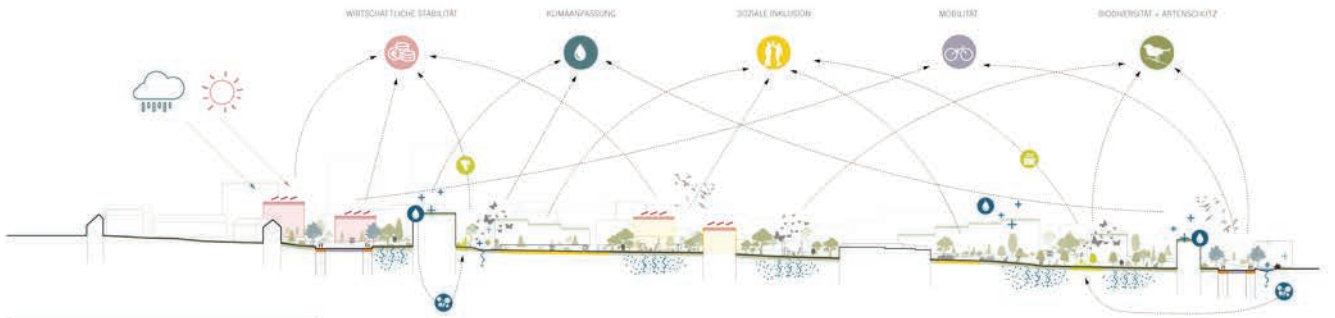 WIRTSCHAFTLICHE STABILITÄT
KLIMAANPASSUNG
SOZIALE INKLUSION
MOBILITÄT
BIODIVERSITÄT + ARTENSCHUTZ